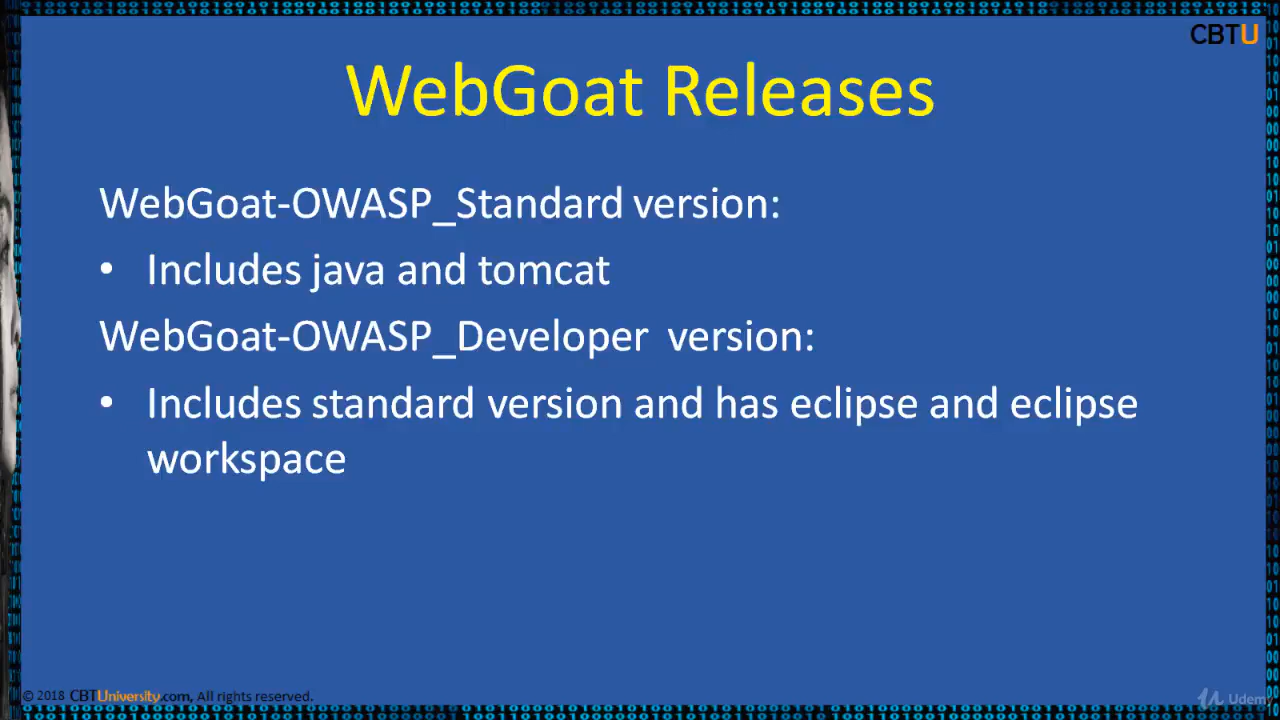 CBTU
WebGoat Releases
WebGoat-OWASP_Standard version:
• Includes java and tomcat
WebGoat-OWASP_Developer version:
• Includes standard version and has eclipse and eclipse
workspace
© 2018 CBTUniversity.com, All rights reserved.
Udemy